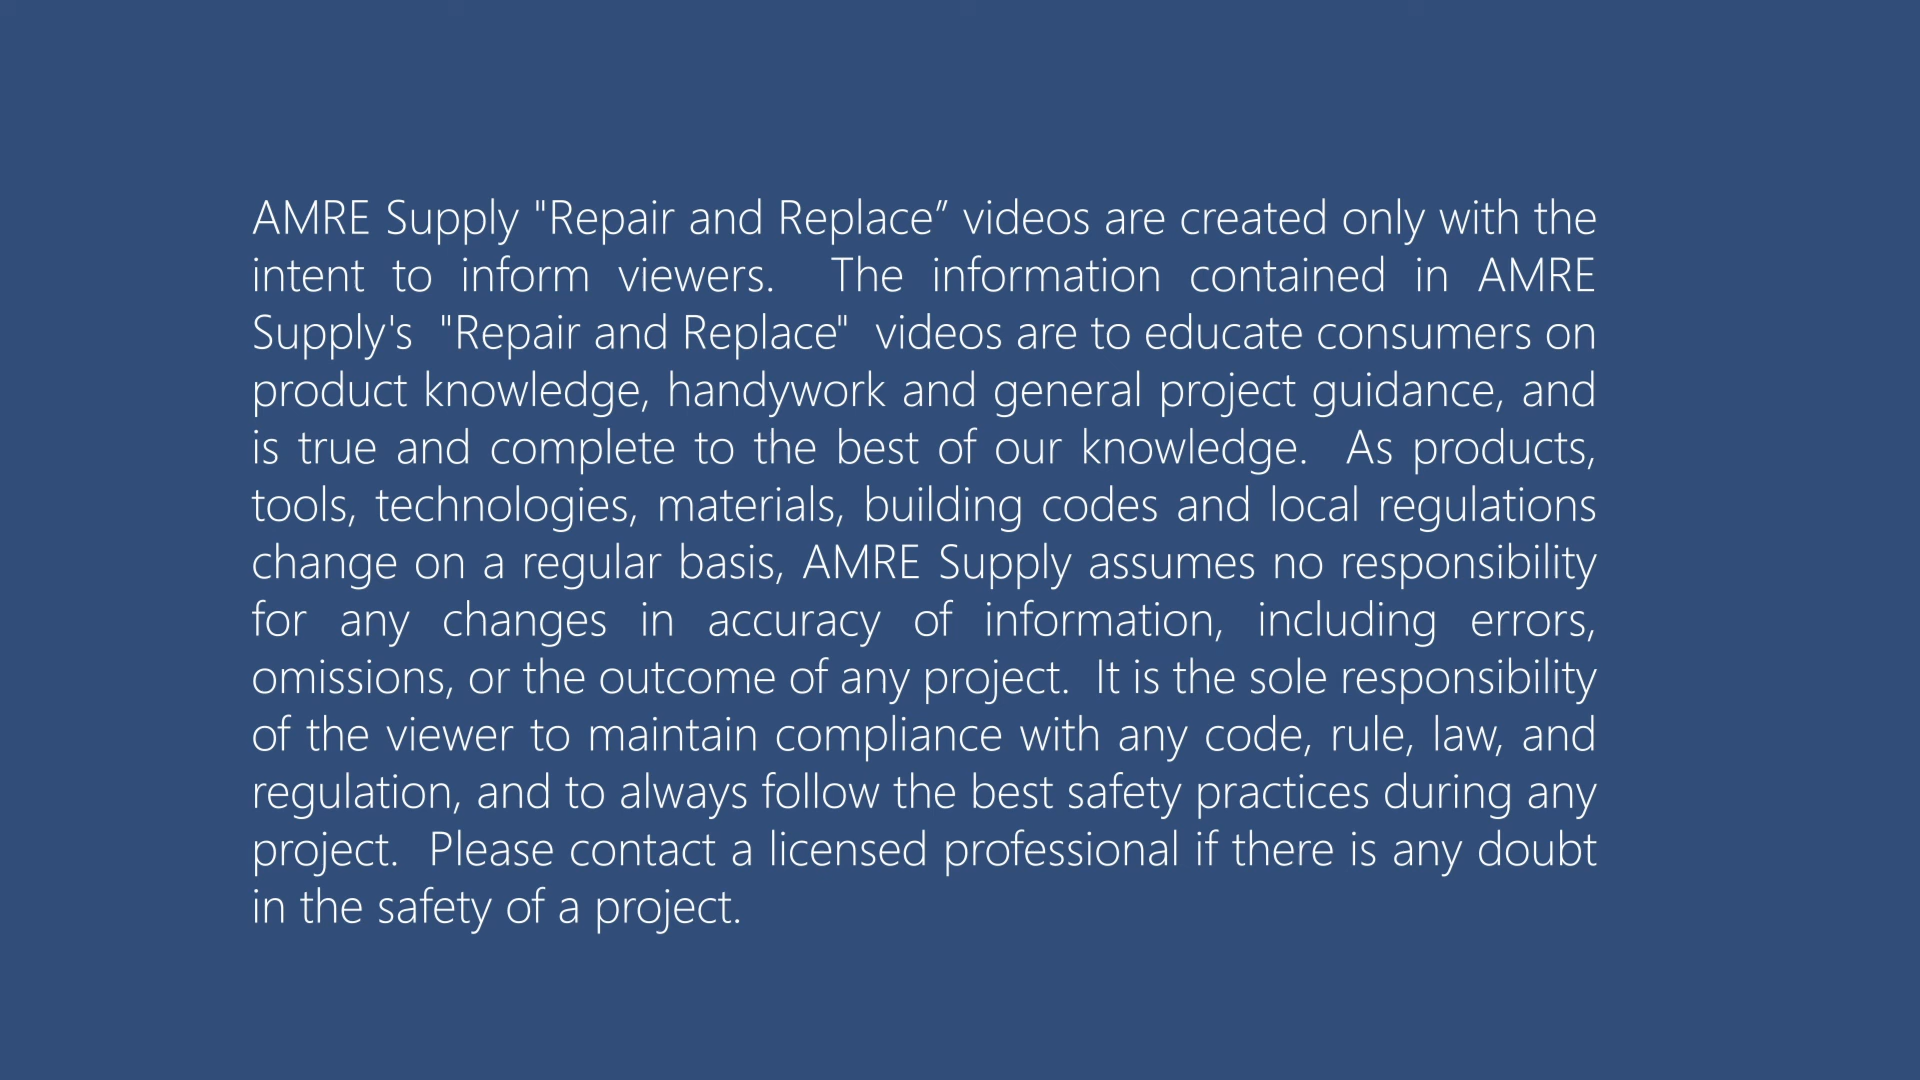 AMRE Supply "Repair and Replace” videos are created only with the
intent to inform viewers.  The information contained in AMRE
Supply's  "Repair and Replace"  videos are to educate consumers on
product knowledge, handywork and general project guidance, and
is true and complete to the best of our knowledge.  As products,
tools, technologies, materials, building codes and local regulations
change on a regular basis, AMRE Supply assumes no responsibility
for any changes in accuracy of information, including errors,
omissions, or the outcome of any project.  It is the sole responsibility
of the viewer to maintain compliance with any code, rule, law, and
regulation, and to always follow the best safety practices during any
project.  Please contact a licensed professional if there is any doubt
in the safety of a project.